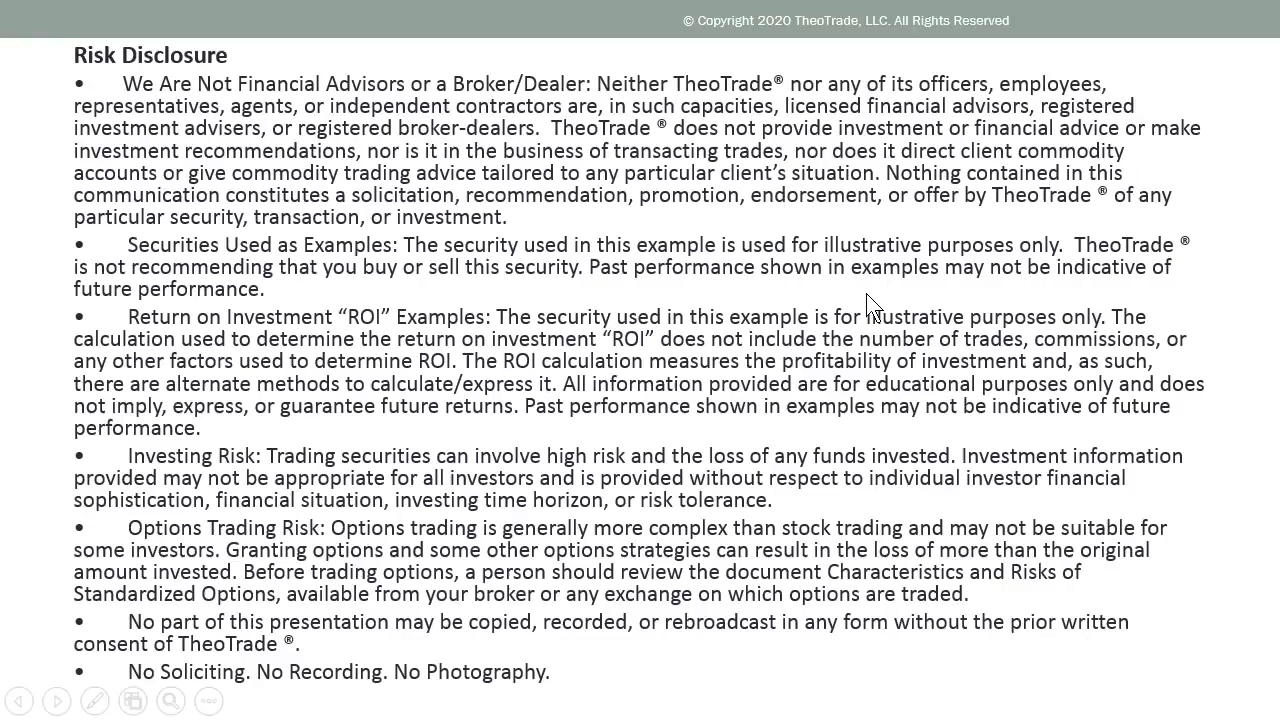 © Copyright 2020 TheoTrade, LLC. All Rights Reserved
Risk Disclosure
• We Are Not Financial Advisors or a Broker/Dealer: Neither TheoTrade® nor any of its officers, employees,
representatives, agents, or independent contractors are, in such capacities, licensed financial advisors, registered
investment advisers, or registered broker-dealers. TheoTrade ® does not provide investment or financial advice or make
investment recommendations, nor is it in the business of transacting trades, nor does it direct client commodity
accounts or give commodity trading advice tailored to any particular client's situation. Nothing contained in this
communication constitutes a solicitation, recommendation, promotion, endorsement, or offer by TheoTrade ® of any
particular security, transaction, or investment.
• Securities Used as Examples: The security used in this example is used for illustrative purposes only. TheoTrade ®
is not recommending that you buy or sell this security. Past performance shown in examples may not be indicative of
future performance.
• Return on Investment “ROI” Examples: The security used in this example is for illustrative purposes only. The
calculation used to determine the return on investment “ROI” does not include the number of trades, commissions, or
any other factors used to determine ROI. The ROI calculation measures the profitability of investment and, as such,
there are alternate methods to calculate/express it. All information provided are for educational purposes only and does
not imply, express, or guarantee future returns. Past performance shown in examples may not be indicative of future
performance.
• Investing Risk: Trading securities can involve high risk and the loss of any funds invested. Investment information
provided may not be appropriate for all investors and is provided without respect to individual investor financial
sophistication, financial situation, investing time horizon, or risk tolerance.
• Options Trading Risk: Options trading is generally more complex than stock trading and may not be suitable for
some investors. Granting options and some other options strategies can result in the loss of more than the original
amount invested. Before trading options, a person should review the document Characteristics and Risks of
Standardized Options, available from your broker or any exchange on which options are traded.
• No part of this presentation may be copied, recorded, or rebroadcast in any form without the prior written
consent of TheoTrade ®.
• No Soliciting. No Recording. No Photography.